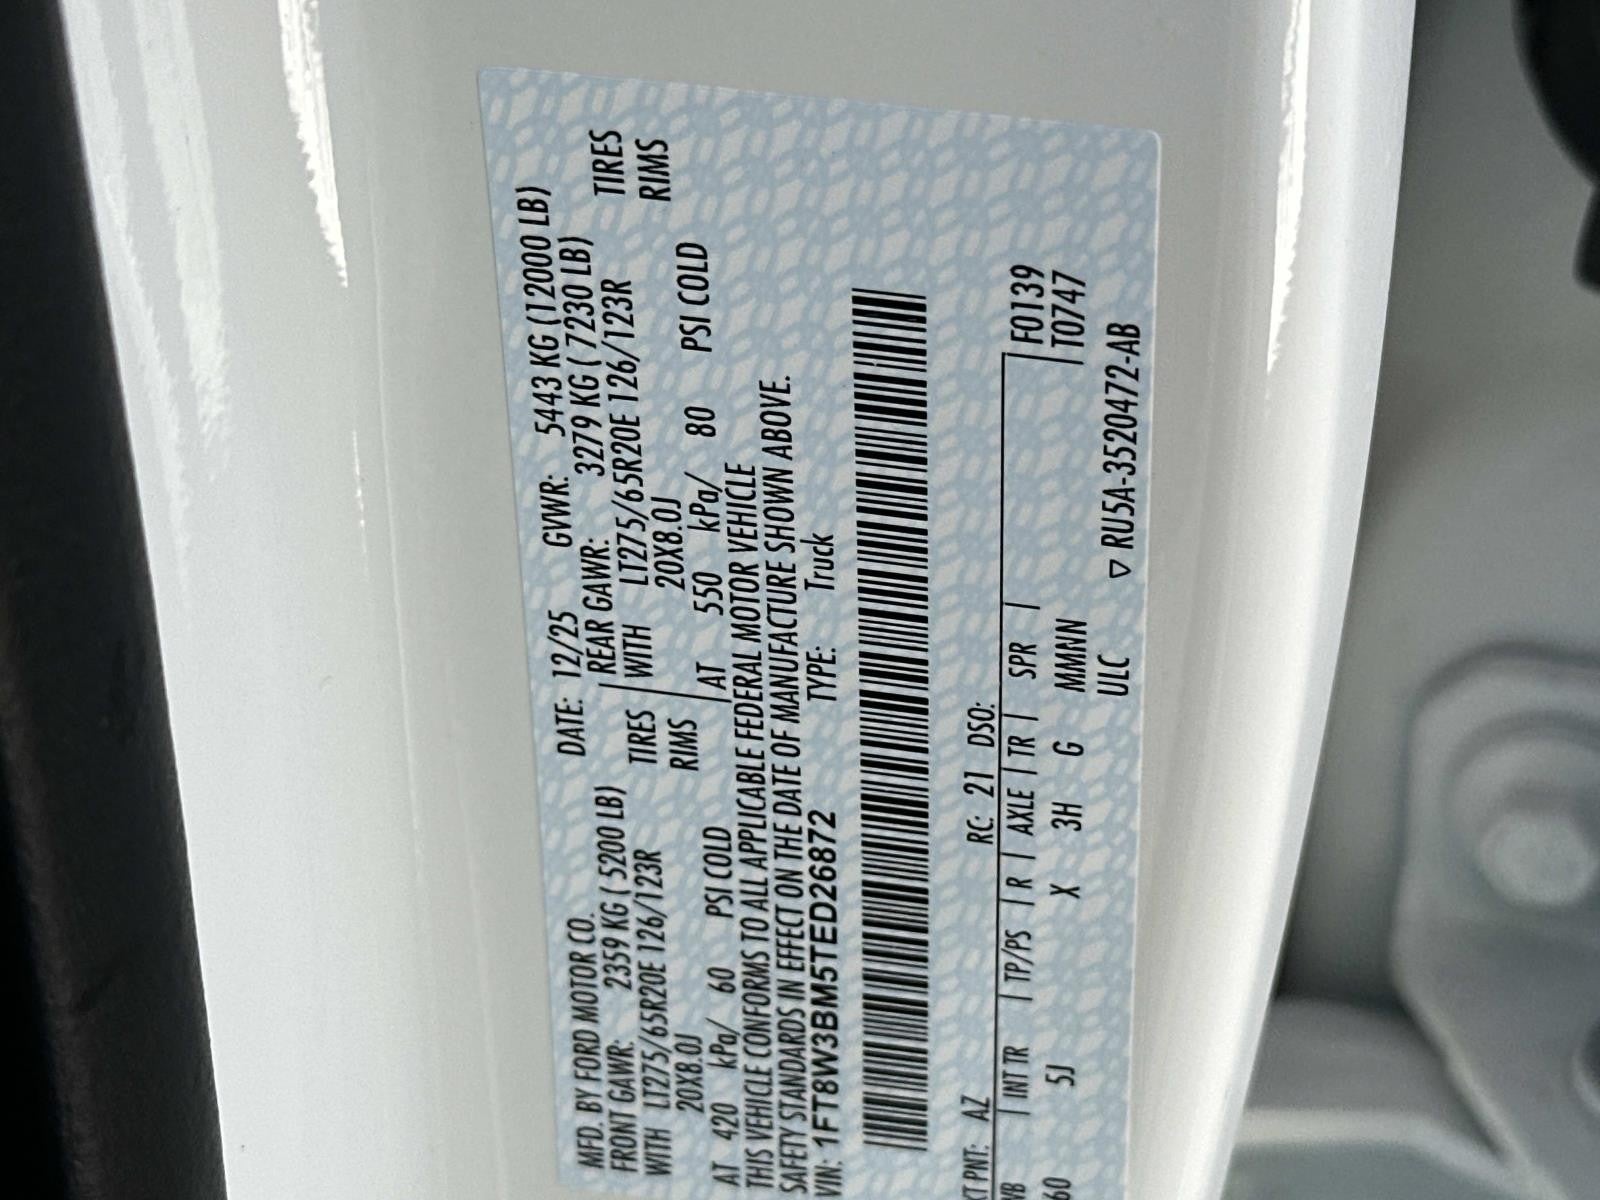 MFD. BY FORD MOTOR CO. DATE: 12/25 GVWR: 5443 KG (12000 LB)
FRONT GAWR: 2359 KG ( 5200 LB) REAR GAWR: 3279 KG ( 7230 LB)
WITH LT275/65R20E 126/123R TIRES WITH LT275/65R20E 126/123R TIRES
20X8.0J RIMS 20X8.0J RIMS
AT 420 kPa/ 60 PSI COLD AT 550 kPa/ 80 PSI COLD
THIS VEHICLE CONFORMS TO ALL APPLICABLE FEDERAL MOTOR VEHICLE
SAFETY STANDARDS IN EFFECT ON THE DATE OF MANUFACTURE SHOWN ABOVE.
VIN: 1FT8W3BM5TED26872 TYPE: Truck
PNT: AZ RC: 21 DSO:
INT TR TP/PS R AXLE TR SPR F0139
60 5J X 3H G MMMNN T0747
ULC ▽ RU5A-3520472-AB